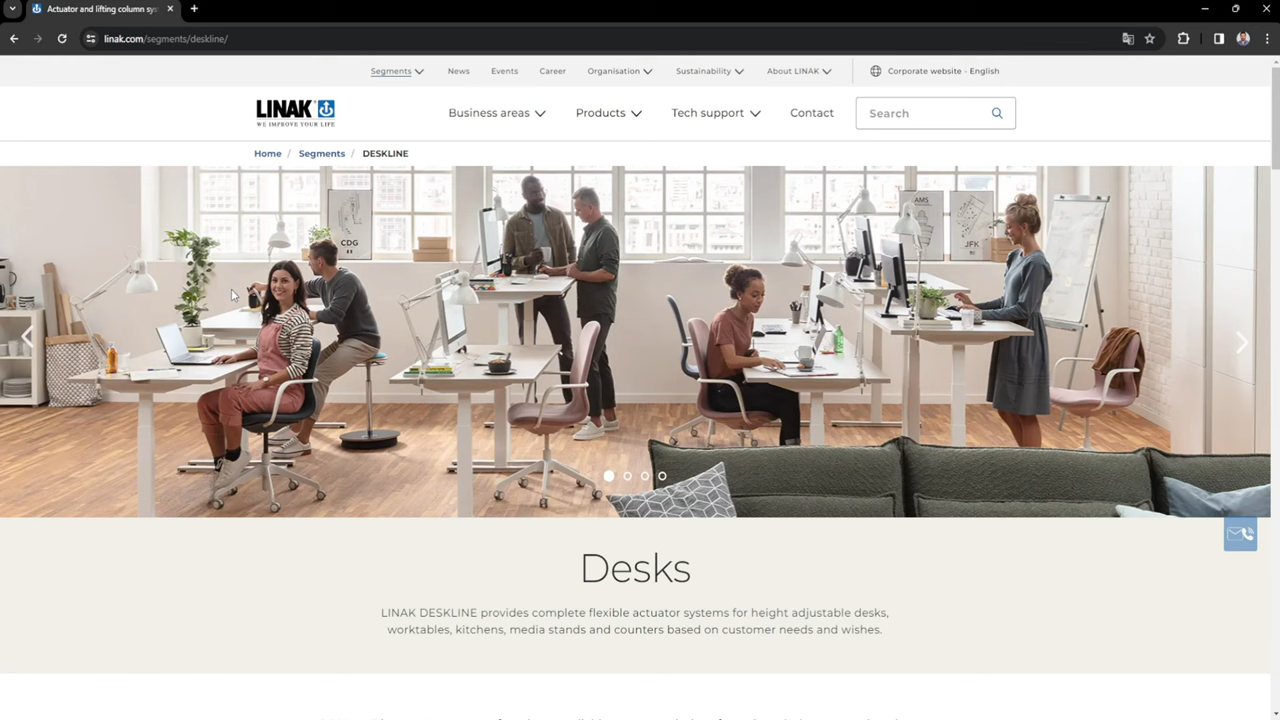 Actuator and lifting column sy
linak.com/segments/deskline/
Segments News Events Career Organisation Sustainability About LINAK Corporate website - English
LINAK
WE IMPROVE YOUR LIFE
Business areas Products Tech support Contact Search
Home / Segments / DESKLINE
CDG
JFK
Desks
LINAK DESKLINE provides complete flexible actuator systems for height adjustable desks,
worktables, kitchens, media stands and counters based on customer needs and wishes.